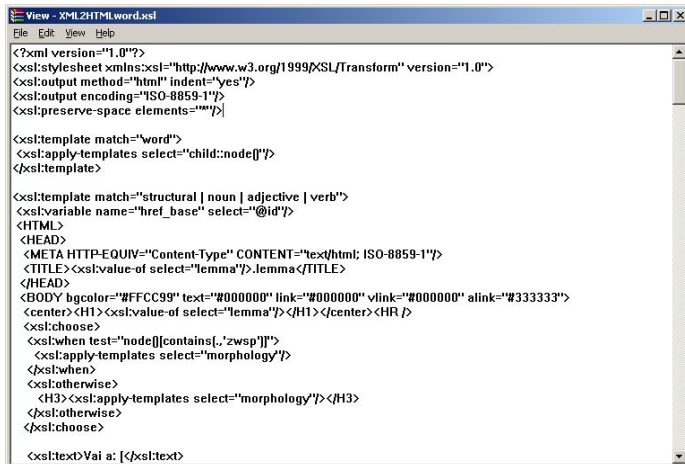 View - XML2HTMLword.xsl
File Edit View Help
<?xml version="1.0"?>
<xsl:stylesheet xmlns:xsl="http://www.w3.org/1999/XSL/Transform" version="1.0">
<xsl:output method="html" indent="yes"/>
<xsl:output encoding="ISO-8859-1"/>
<xsl:preserve-space elements="*"/>

<xsl:template match="word">
 <xsl:apply-templates select="child::node()"/>
</xsl:template>

<xsl:template match="structural | noun | adjective | verb">
 <xsl:variable name="href_base" select="@id"/>
 <HTML>
  <HEAD>
   <META HTTP-EQUIV="Content-Type" CONTENT="text/html; ISO-8859-1"/>
   <TITLE><xsl:value-of select="lemma"/>.lemma</TITLE>
  </HEAD>
  <BODY bgcolor="#FFCC99" text="#000000" link="#000000" vlink="#000000" alink="#333333">
   <center><H1><xsl:value-of select="lemma"/></H1></center><HR />
   <xsl:choose>
    <xsl:when test="node()[contains(.,'zwsp')]">
     <xsl:apply-templates select="morphology"/>
    </xsl:when>
    <xsl:otherwise>
      <H3><xsl:apply-templates select="morphology"/></H3>
    </xsl:otherwise>
   </xsl:choose>

    <xsl:text>Vai a: [</xsl:text>